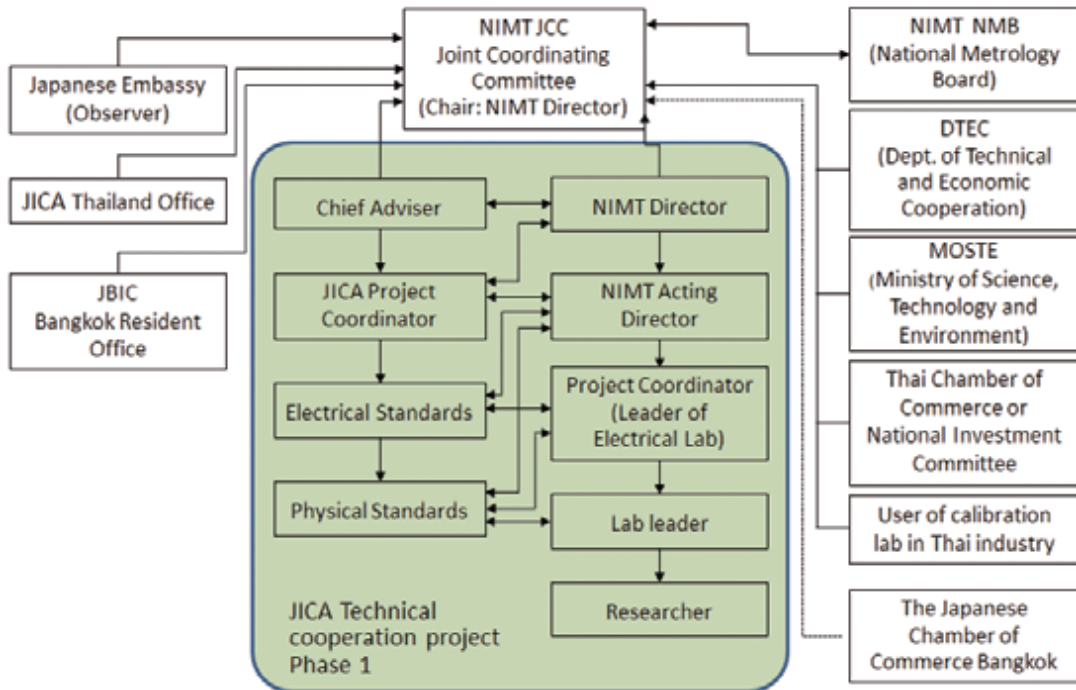 NIMT JCC
Joint Coordinating
Committee
(Chair: NIMT Director)
Japanese Embassy
(Observer)
JICA Thailand Office
JBIC
Bangkok Resident
Office
NIMT NMB
(National Metrology
Board)
DTEC
(Dept. of Technical
and Economic
Cooperation)
MOSTE
(Ministry of Science,
Technology and
Environment)
Thai Chamber of
Commerce or
National Investment
Committee
User of calibration
lab in Thai industry
The Japanese
Chamber of
Commerce Bangkok
Chief Adviser
NIMT Director
JICA Project
Coordinator
NIMT Acting
Director
Electrical Standards
Project Coordinator
(Leader of
Electrical Lab)
Physical Standards
Lab leader
Researcher
JICA Technical
cooperation project
Phase 1